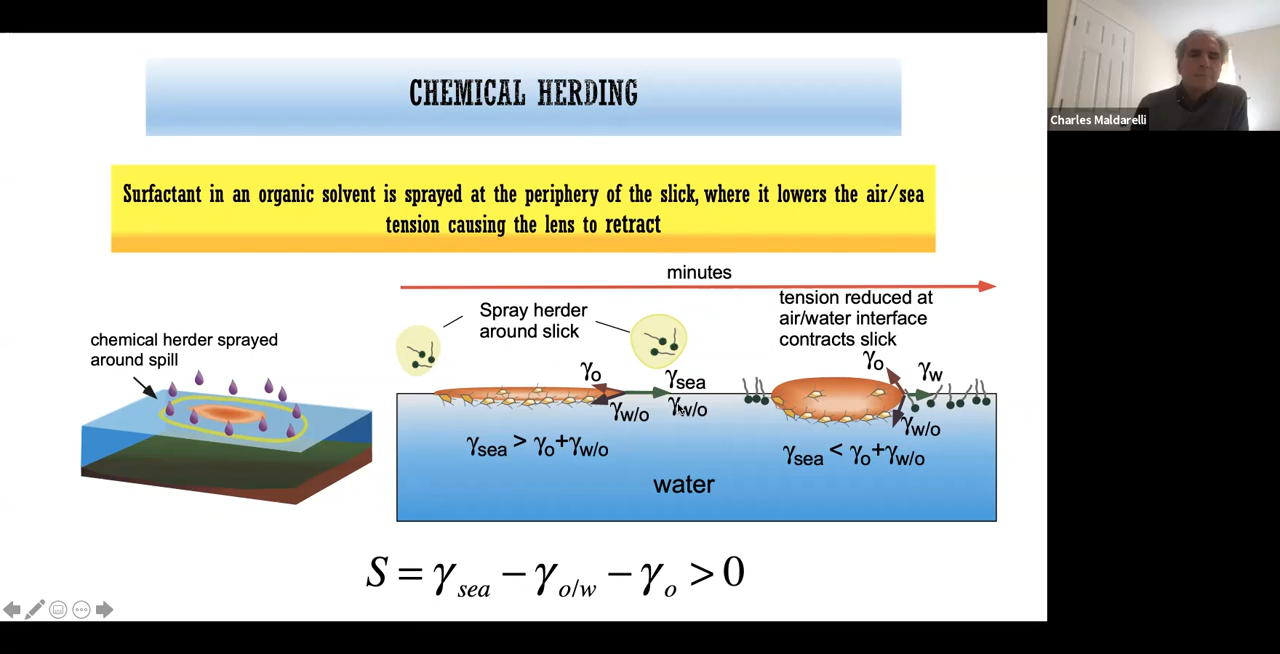 CHEMICAL HERDING
Charles Maldarelli
Surfactant in an organic solvent is sprayed at the periphery of the slick, where it lowers the air/sea
tension causing the lens to retract
minutes
chemical herder sprayed
around spill
Spray herder
around slick
tension reduced at
air/water interface
contracts slick
γo
γsea
γw/o
γw/o
γsea > γo+γw/o
γo
γw
γw/o
γsea < γo+γw/o
water
S = γsea − γo/w − γo > 0